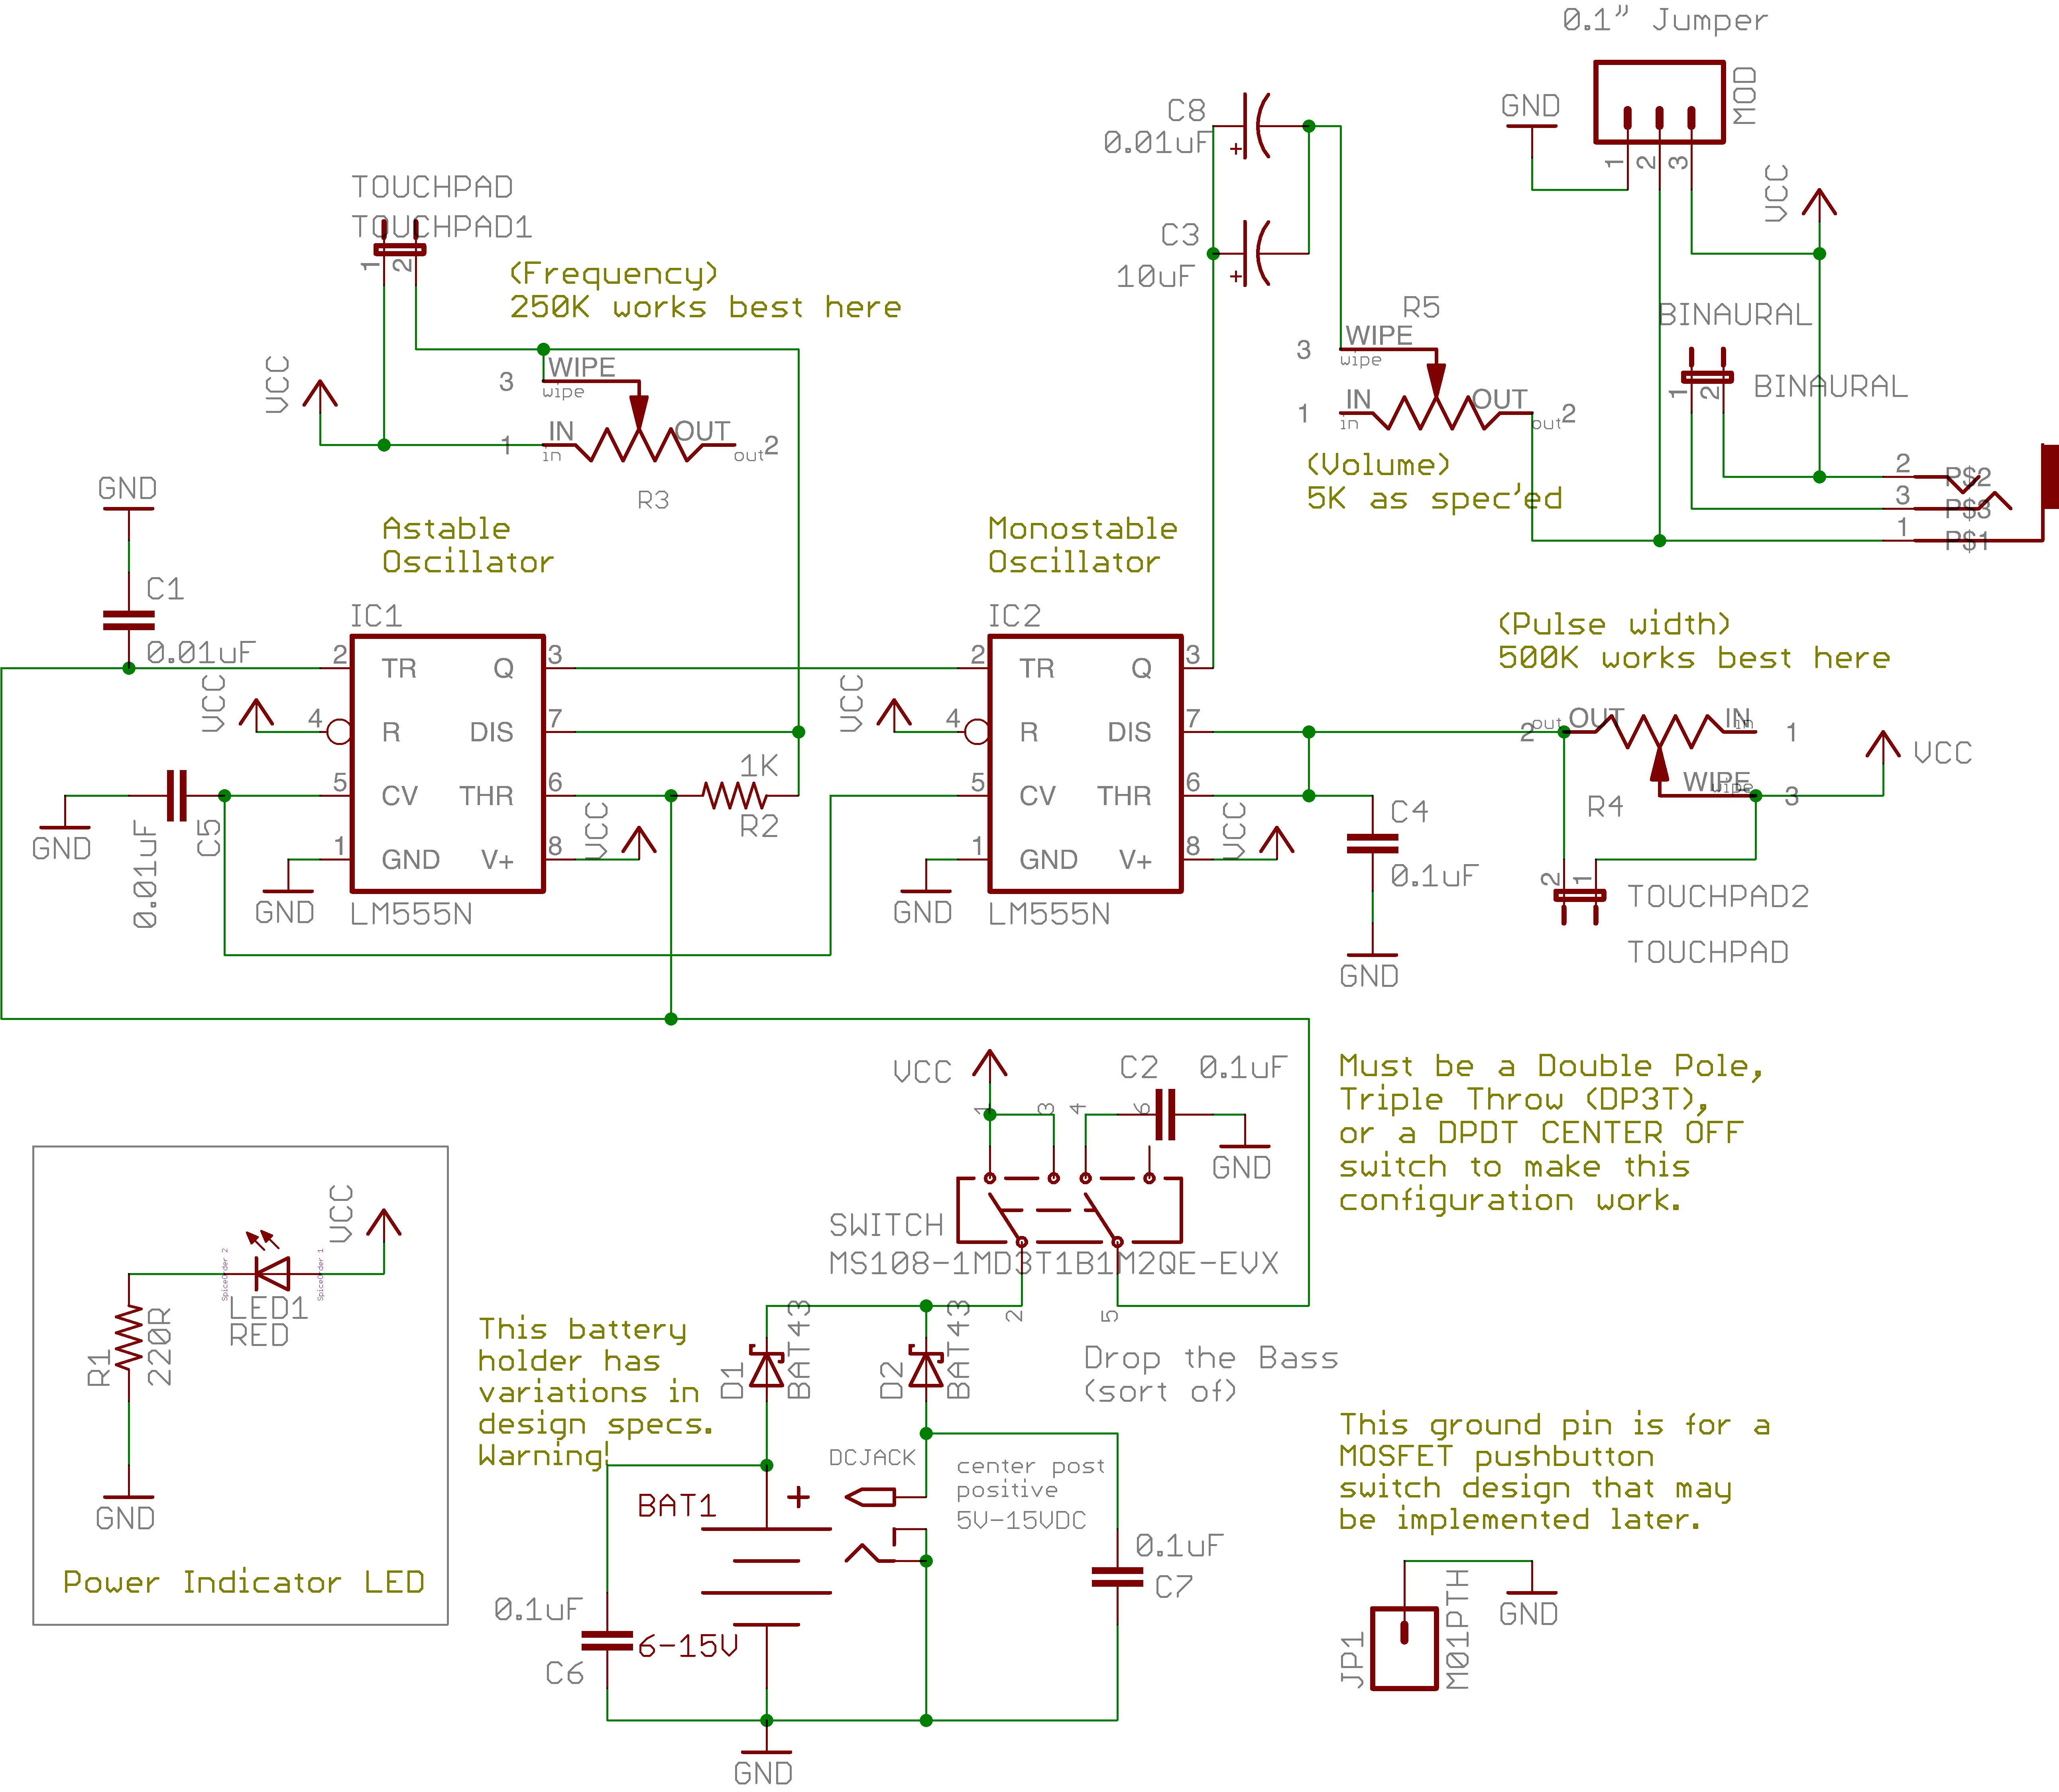 0.1" Jumper
MOD
GND
1
2
3
VCC
C8
0.01uF
+
C3
10uF
+
TOUCHPAD
TOUCHPAD1
1
2
(Frequency)
250K works best here
VCC
3
WIPE
wipe
1
IN
in
OUT
out
2
R3
R5
3
WIPE
wipe
1
IN
in
OUT
out
2
(Volume)
5K as spec'ed
BINAURAL
BINAURAL
1
2
2
P$2
3
P$3
1
P$1
GND
C1
0.01uF
Astable
Oscillator
IC1
2
TR
Q
3
VCC
4
R
DIS
7
5
CV
THR
6
1
GND
V+
8
LM555N
GND
VCC
1K
R2
GND
0.01uF
C5
Monostable
Oscillator
IC2
2
TR
Q
3
VCC
4
R
DIS
7
5
CV
THR
6
1
GND
V+
8
LM555N
GND
VCC
C4
0.1uF
GND
(Pulse width)
500K works best here
2
out
OUT
IN
in
1
VCC
WIPE
wipe
3
R4
2
1
TOUCHPAD2
TOUCHPAD
VCC
C2
0.1uF
1
3
4
6
GND
SWITCH
MS108-1MD3T1B1M2QE-EVX
2
5
Drop the Bass
(sort of)
Must be a Double Pole,
Triple Throw (DP3T),
or a DPDT CENTER OFF
switch to make this
configuration work.
VCC
SpiceOrder 2
SpiceOrder 1
LED1
RED
R1
220R
GND
Power Indicator LED
This battery
holder has
variations in
design specs.
Warning!
D1
BAT43
D2
BAT43
DCJACK
center post
positive
5V-15VDC
BAT1
+
6-15V
0.1uF
C6
0.1uF
C7
GND
This ground pin is for a
MOSFET pushbutton
switch design that may
be implemented later.
JP1
M01PTH
GND